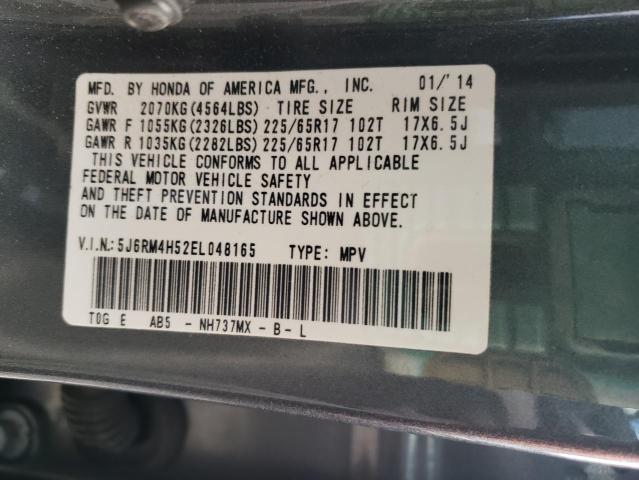 MFD. BY HONDA OF AMERICA MFG., INC. 01/'14
GVWR 2070KG(4564LBS) TIRE SIZE RIM SIZE
GAWR F 1055KG(2326LBS) 225/65R17 102T 17X6.5J
GAWR R 1035KG(2282LBS) 225/65R17 102T 17X6.5J
THIS VEHICLE CONFORMS TO ALL APPLICABLE
FEDERAL MOTOR VEHICLE SAFETY
AND THEFT PREVENTION STANDARDS IN EFFECT
ON THE DATE OF MANUFACTURE SHOWN ABOVE.
V.I.N.: 5J6RM4H52EL048165 TYPE: MPV
T0G E AB5 - NH737MX - B - L